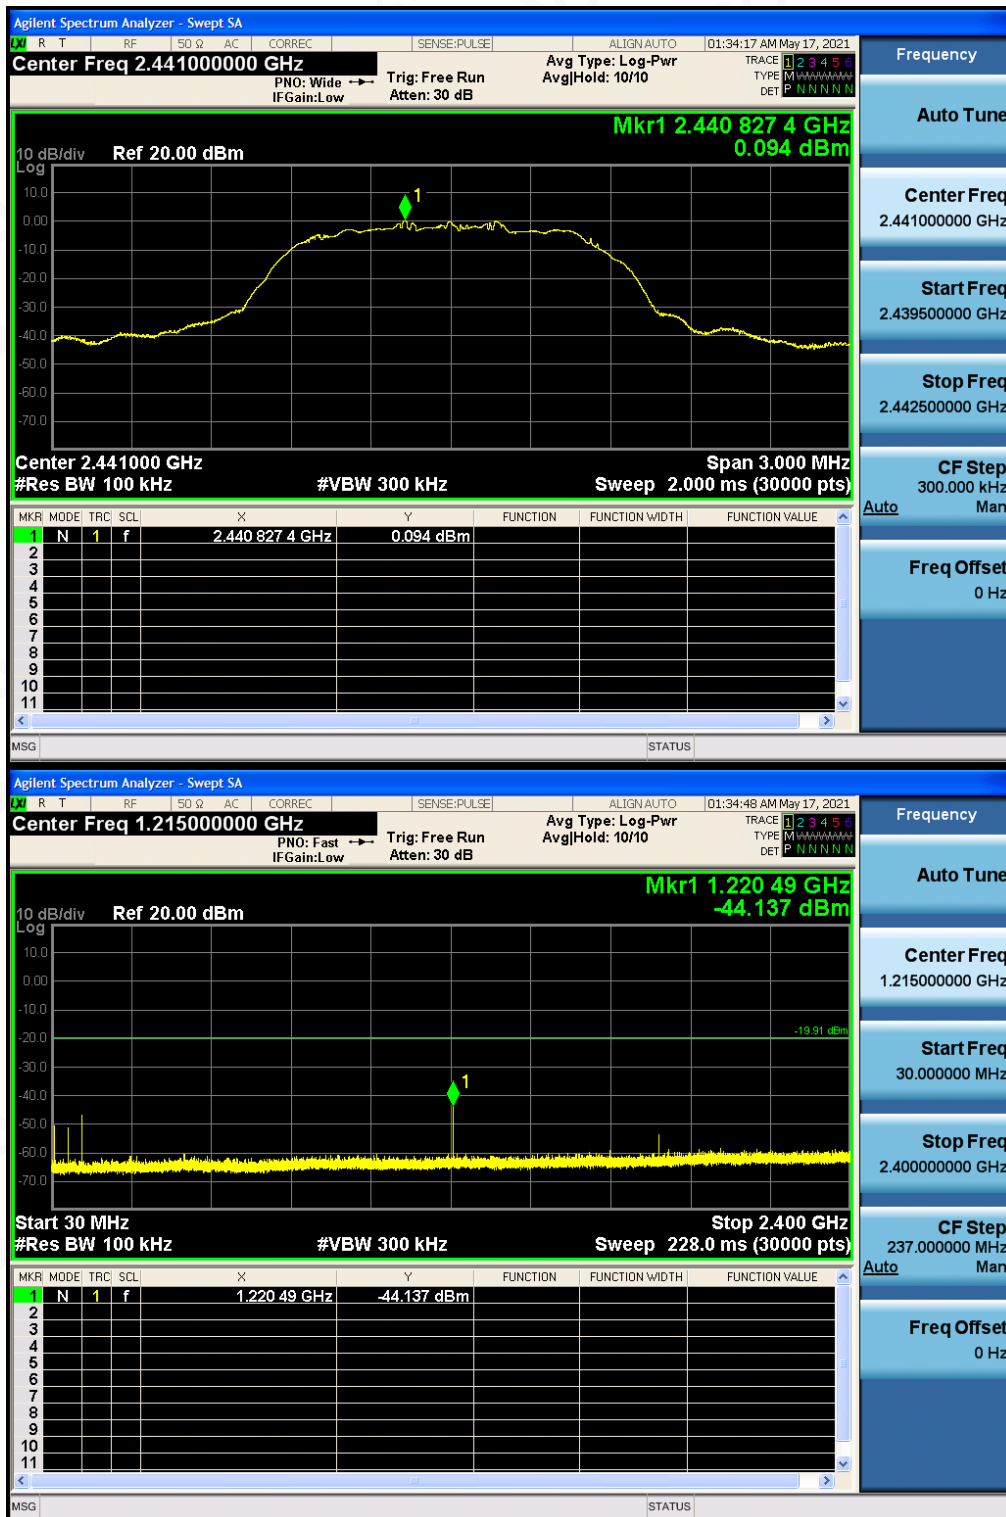 Agilent Spectrum Analyzer - Swept SA
LXI R T RF 50 Ω AC CORREC SENSE:PULSE ALIGN AUTO 01:34:17 AM May 17, 2021
Center Freq 2.441000000 GHz
PNO: Wide
IFGain:Low
Trig: Free Run
Atten: 30 dB
Avg Type: Log-Pwr
Avg|Hold: 10/10
TRACE 1 2 3 4 5 6
TYPE M WWWWWW
DET P N N N N N
Mkr1 2.440 827 4 GHz
0.094 dBm
10 dB/div Ref 20.00 dBm
Log
10.0
0.00
-10.0
-20.0
-30.0
-40.0
-50.0
-60.0
-70.0
1
Center 2.441000 GHz Span 3.000 MHz
#Res BW 100 kHz #VBW 300 kHz Sweep 2.000 ms (30000 pts)
MKR MODE TRC SCL X Y FUNCTION FUNCTION WIDTH FUNCTION VALUE
1 N 1 f 2.440 827 4 GHz 0.094 dBm
2
3
4
5
6
7
8
9
10
11
MSG STATUS
Frequency
Auto Tune
Center Freq
2.441000000 GHz
Start Freq
2.439500000 GHz
Stop Freq
2.442500000 GHz
CF Step
300.000 kHz
Auto Man
Freq Offset
0 Hz
Agilent Spectrum Analyzer - Swept SA
LXI R T RF 50 Ω AC CORREC SENSE:PULSE ALIGN AUTO 01:34:48 AM May 17, 2021
Center Freq 1.215000000 GHz
PNO: Fast
IFGain:Low
Trig: Free Run
Atten: 30 dB
Avg Type: Log-Pwr
Avg|Hold: 10/10
TRACE 1 2 3 4 5 6
TYPE M WWWWWW
DET P N N N N N
Mkr1 1.220 49 GHz
-44.137 dBm
10 dB/div Ref 20.00 dBm
Log
10.0
0.00
-10.0
-20.0
-30.0
-40.0
-50.0
-60.0
-70.0
-19.91 dBm
1
Start 30 MHz Stop 2.400 GHz
#Res BW 100 kHz #VBW 300 kHz Sweep 228.0 ms (30000 pts)
MKR MODE TRC SCL X Y FUNCTION FUNCTION WIDTH FUNCTION VALUE
1 N 1 f 1.220 49 GHz -44.137 dBm
2
3
4
5
6
7
8
9
10
11
MSG STATUS
Frequency
Auto Tune
Center Freq
1.215000000 GHz
Start Freq
30.000000 MHz
Stop Freq
2.400000000 GHz
CF Step
237.000000 MHz
Auto Man
Freq Offset
0 Hz